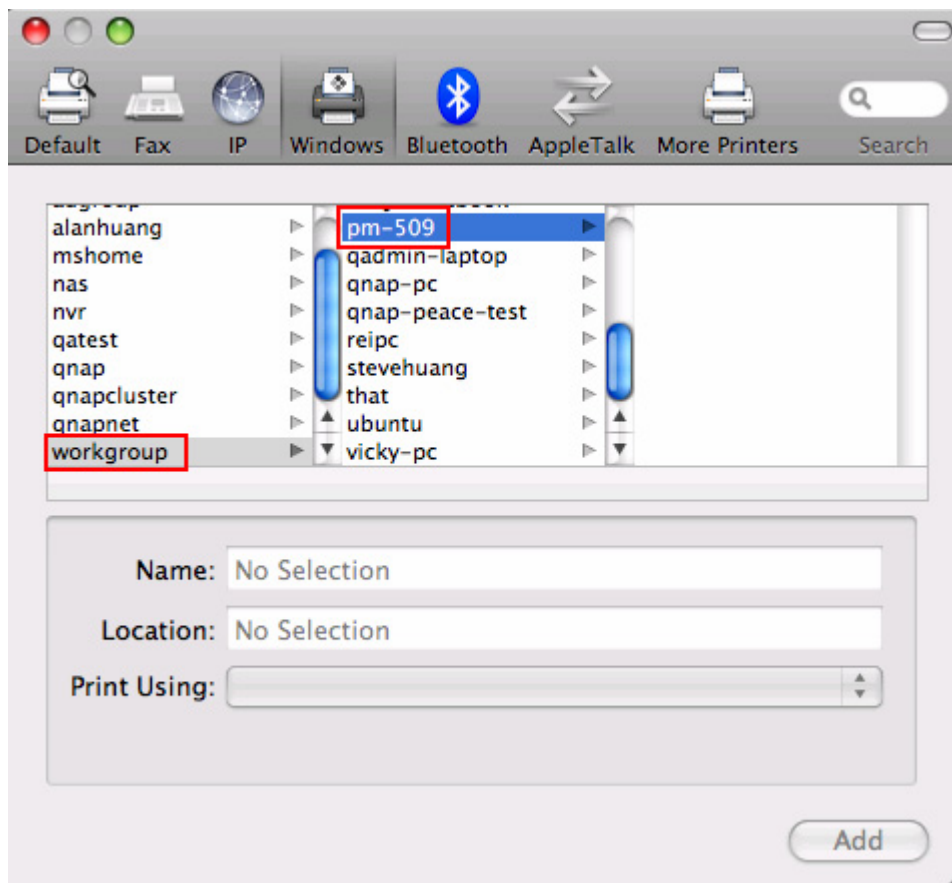 Default Fax IP Windows Bluetooth AppleTalk More Printers Search
alanhuang
mshome
nas
nvr
qatest
qnap
qnapcluster
qnapnet
workgroup
pm-509
qadmin-laptop
qnap-pc
qnap-peace-test
reipc
stevehuang
that
ubuntu
vicky-pc
Name: No Selection
Location: No Selection
Print Using:
Add